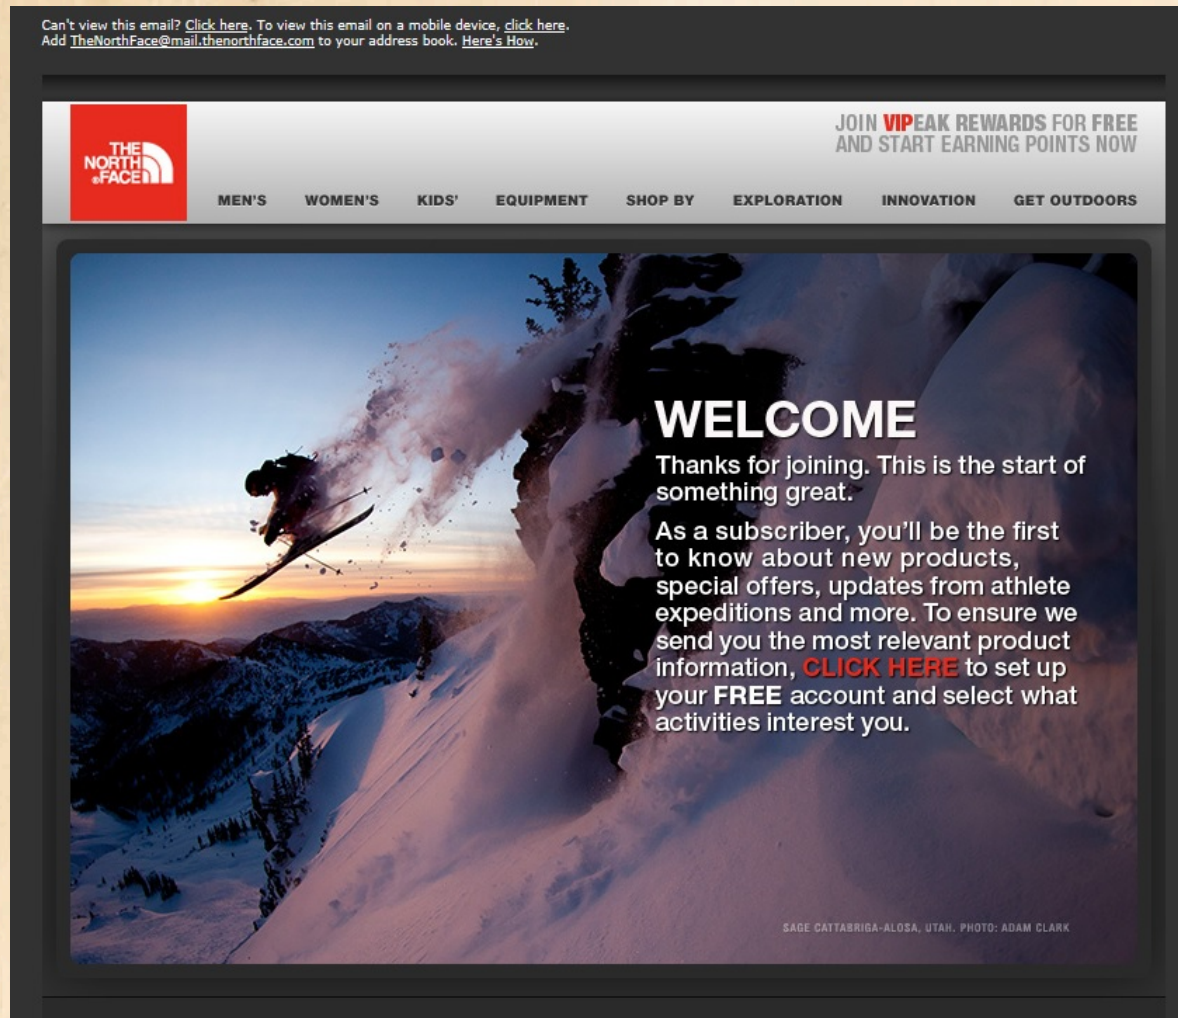 Can't view this email? Click here. To view this email on a mobile device, click here.
Add TheNorthFace@mail.thenorthface.com to your address book. Here's How.
THE
NORTH
FACE
JOIN VIPEAK REWARDS FOR FREE
AND START EARNING POINTS NOW
MEN'S WOMEN'S KIDS' EQUIPMENT SHOP BY EXPLORATION INNOVATION GET OUTDOORS
WELCOME
Thanks for joining. This is the start of
something great.
As a subscriber, you'll be the first
to know about new products,
special offers, updates from athlete
expeditions and more. To ensure we
send you the most relevant product
information, CLICK HERE to set up
your FREE account and select what
activities interest you.
SAGE CATTABRIGA-ALOSA, UTAH. PHOTO: ADAM CLARK